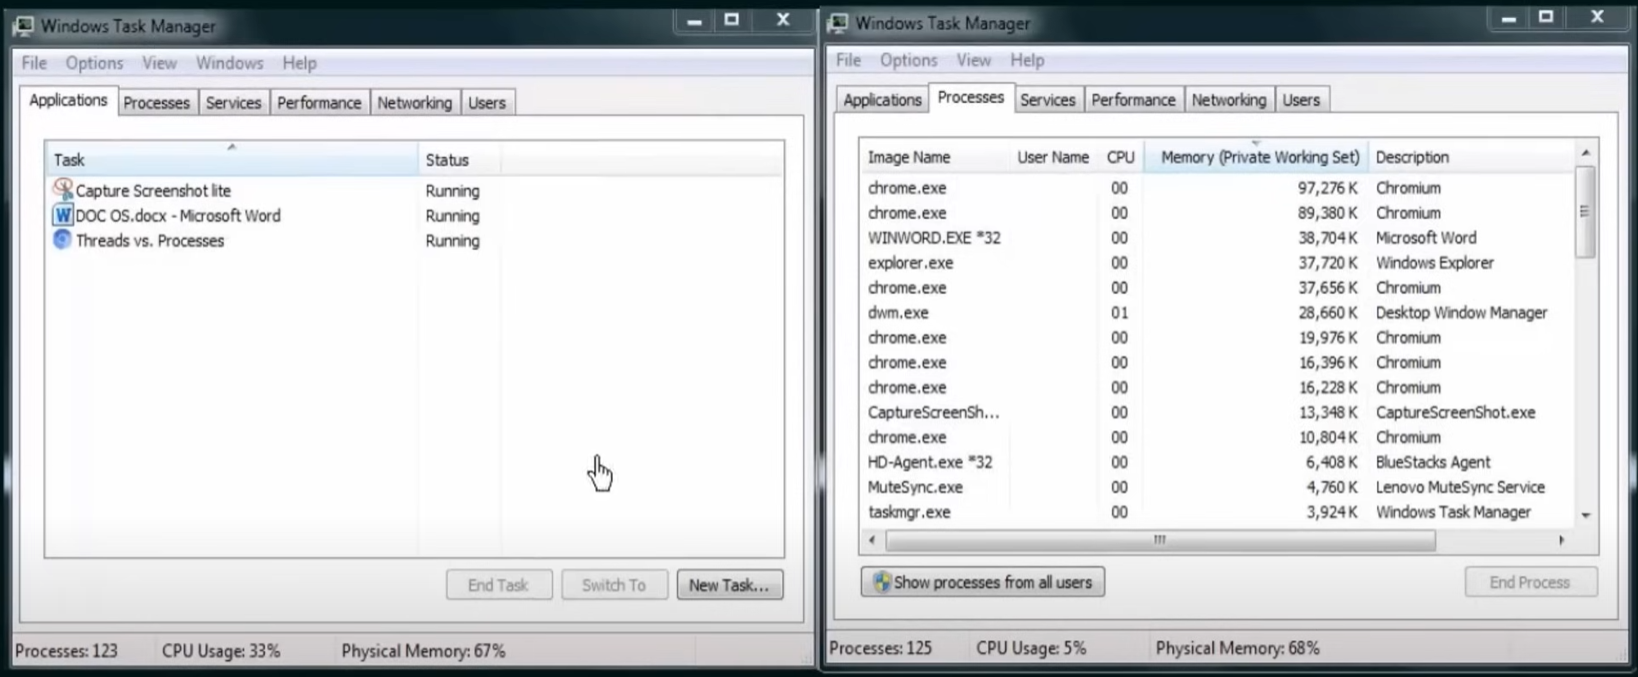 Windows Task Manager
File Options View Windows Help
Applications Processes Services Performance Networking Users
Task Status
Capture Screenshot lite Running
DOC OS.docx - Microsoft Word Running
Threads vs. Processes Running
End Task Switch To New Task...
Processes: 123 CPU Usage: 33% Physical Memory: 67%
Windows Task Manager
File Options View Help
Applications Processes Services Performance Networking Users
Image Name User Name CPU Memory (Private Working Set) Description
chrome.exe 00 97,276 K Chromium
chrome.exe 00 89,380 K Chromium
WINWORD.EXE *32 00 38,704 K Microsoft Word
explorer.exe 00 37,720 K Windows Explorer
chrome.exe 00 37,656 K Chromium
dwm.exe 01 28,660 K Desktop Window Manager
chrome.exe 00 19,976 K Chromium
chrome.exe 00 16,396 K Chromium
chrome.exe 00 16,228 K Chromium
CaptureScreenSh... 00 13,348 K CaptureScreenShot.exe
chrome.exe 00 10,804 K Chromium
HD-Agent.exe *32 00 6,408 K BlueStacks Agent
MuteSync.exe 00 4,760 K Lenovo MuteSync Service
taskmgr.exe 00 3,924 K Windows Task Manager
Show processes from all users End Process
Processes: 125 CPU Usage: 5% Physical Memory: 68%